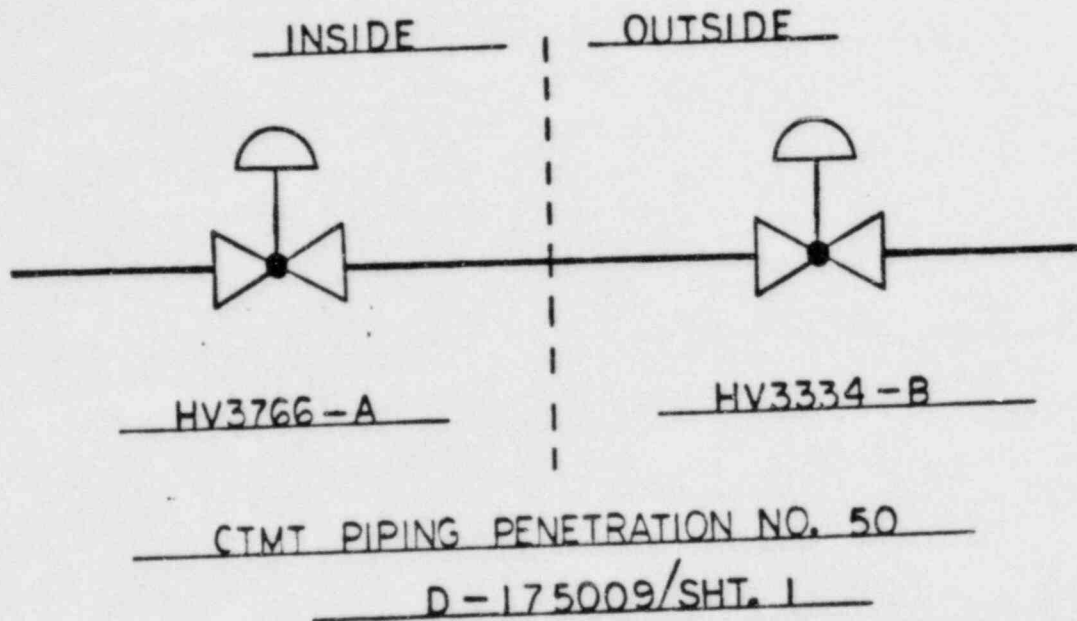 INSIDE
OUTSIDE
HV3766-A
HV3334-B
CTMT PIPING PENETRATION NO. 50
D-175009/SHT. 1